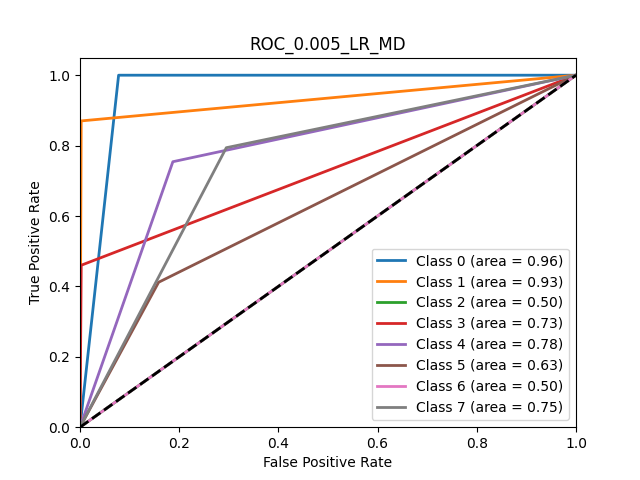 ROC_0.005_LR_MD
True Positive Rate
1.0
0.8
0.6
0.4
0.2
0.0
Class 0 (area = 0.96)
Class 1 (area = 0.93)
Class 2 (area = 0.50)
Class 3 (area = 0.73)
Class 4 (area = 0.78)
Class 5 (area = 0.63)
Class 6 (area = 0.50)
Class 7 (area = 0.75)
0.0 0.2 0.4 0.6 0.8 1.0
False Positive Rate